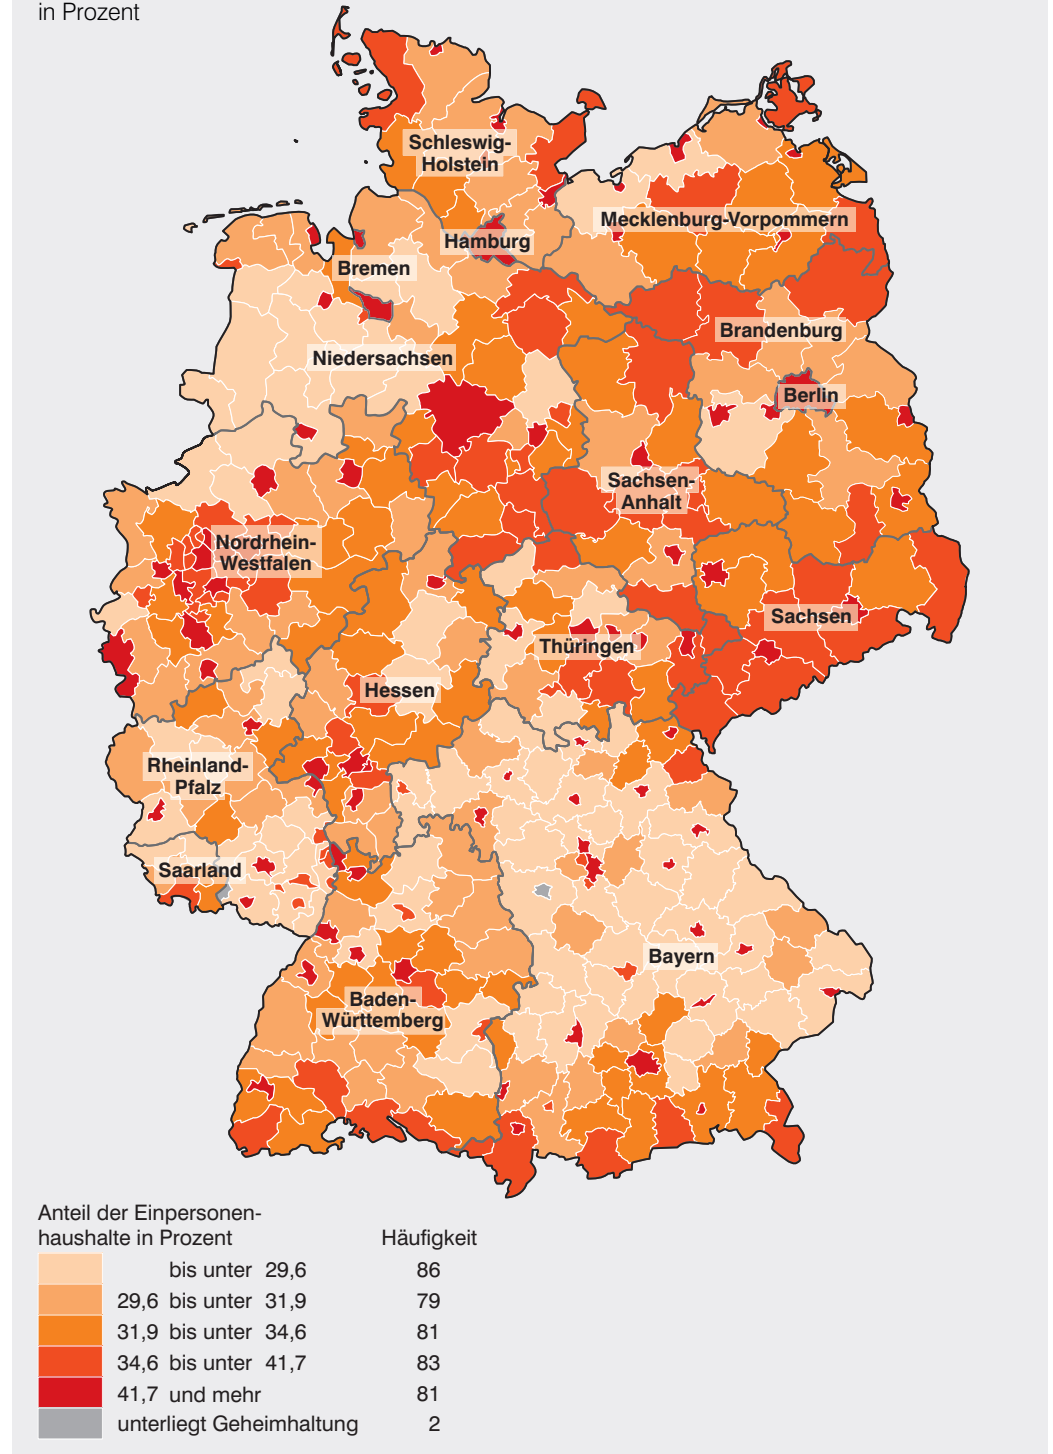 in Prozent
Schleswig-
Holstein
Mecklenburg-Vorpommern
Hamburg
Bremen
Brandenburg
Niedersachsen
Berlin
Sachsen-
Anhalt
Nordrhein-
Westfalen
Sachsen
Thüringen
Hessen
Rheinland-
Pfalz
Saarland
Bayern
Baden-
Württemberg
Anteil der Einpersonen-
haushalte in Prozent Häufigkeit
bis unter 29,6 86
29,6 bis unter 31,9 79
31,9 bis unter 34,6 81
34,6 bis unter 41,7 83
41,7 und mehr 81
unterliegt Geheimhaltung 2